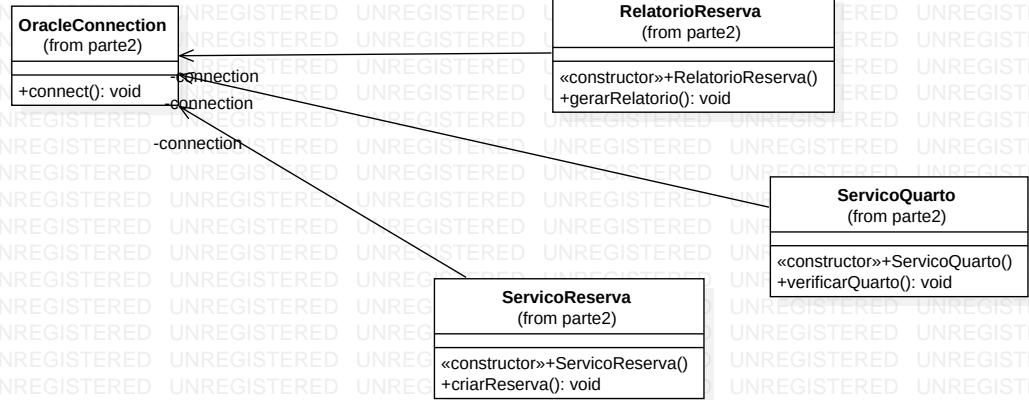 OracleConnection
(from parte2)
+connect(): void
RelatorioReserva
(from parte2)
«constructor»+RelatorioReserva()
+gerarRelatorio(): void
-connection
-connection
-connection
ServicoQuarto
(from parte2)
«constructor»+ServicoQuarto()
+verificarQuarto(): void
ServicoReserva
(from parte2)
«constructor»+ServicoReserva()
+criarReserva(): void
UNREGISTERED